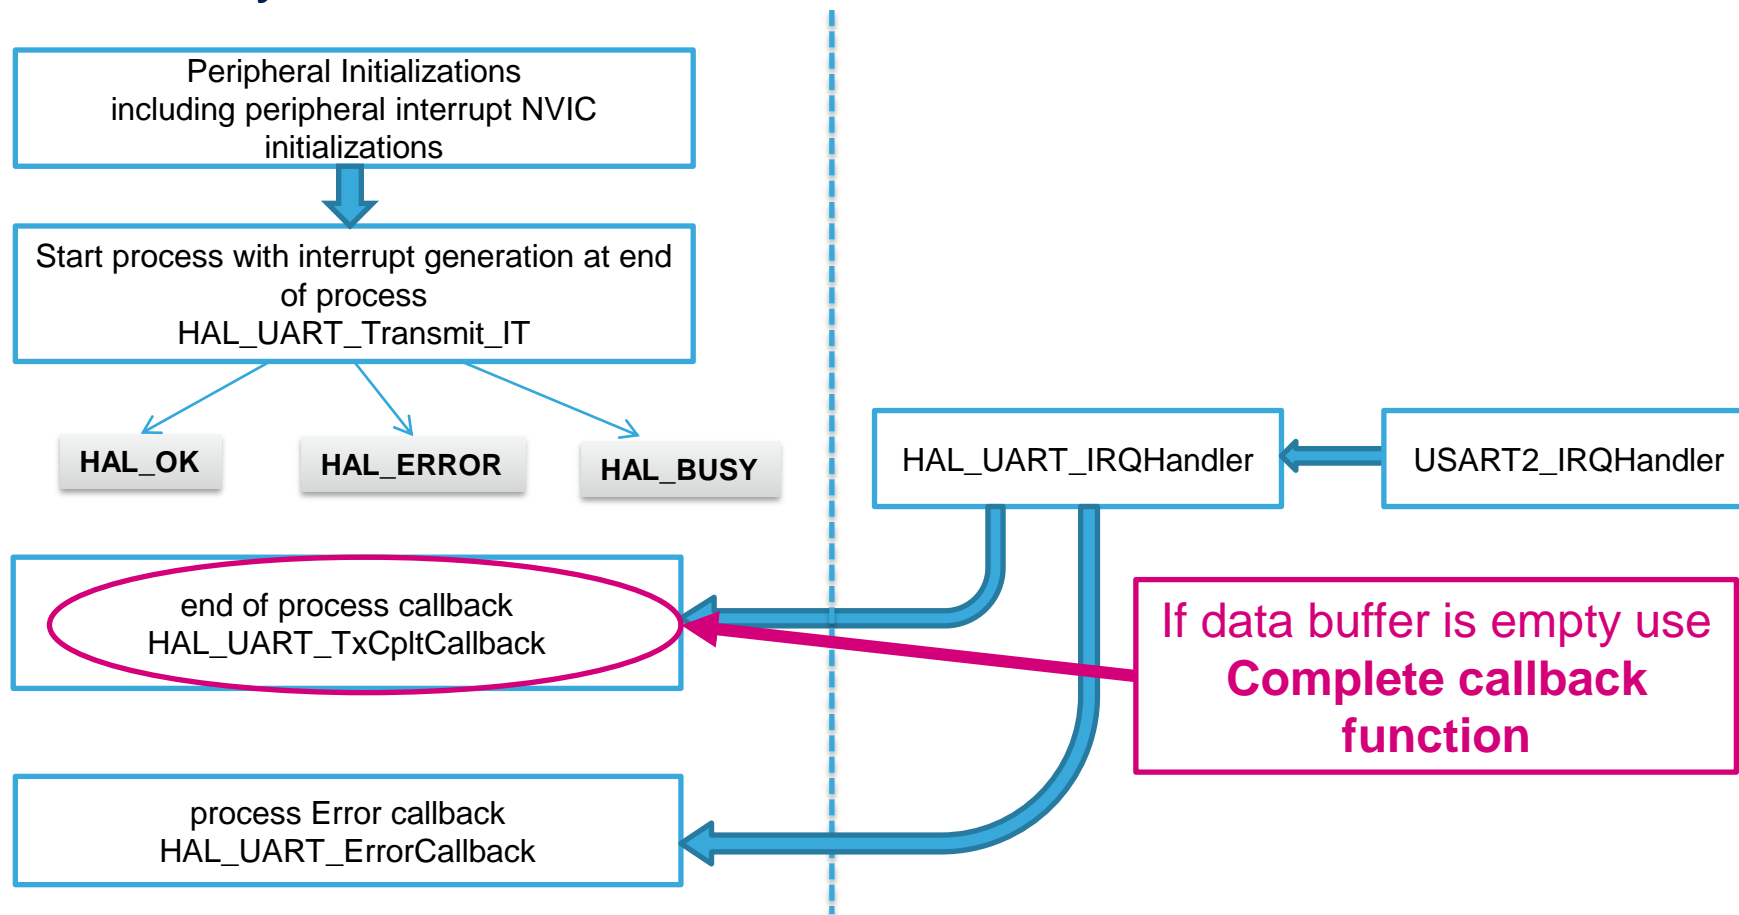 Peripheral Initializations
including peripheral interrupt NVIC
initializations
Start process with interrupt generation at end
of process
HAL_UART_Transmit_IT
HAL_OK
HAL_ERROR
HAL_BUSY
HAL_UART_IRQHandler
USART2_IRQHandler
end of process callback
HAL_UART_TxCpltCallback
If data buffer is empty use
Complete callback
function
process Error callback
HAL_UART_ErrorCallback